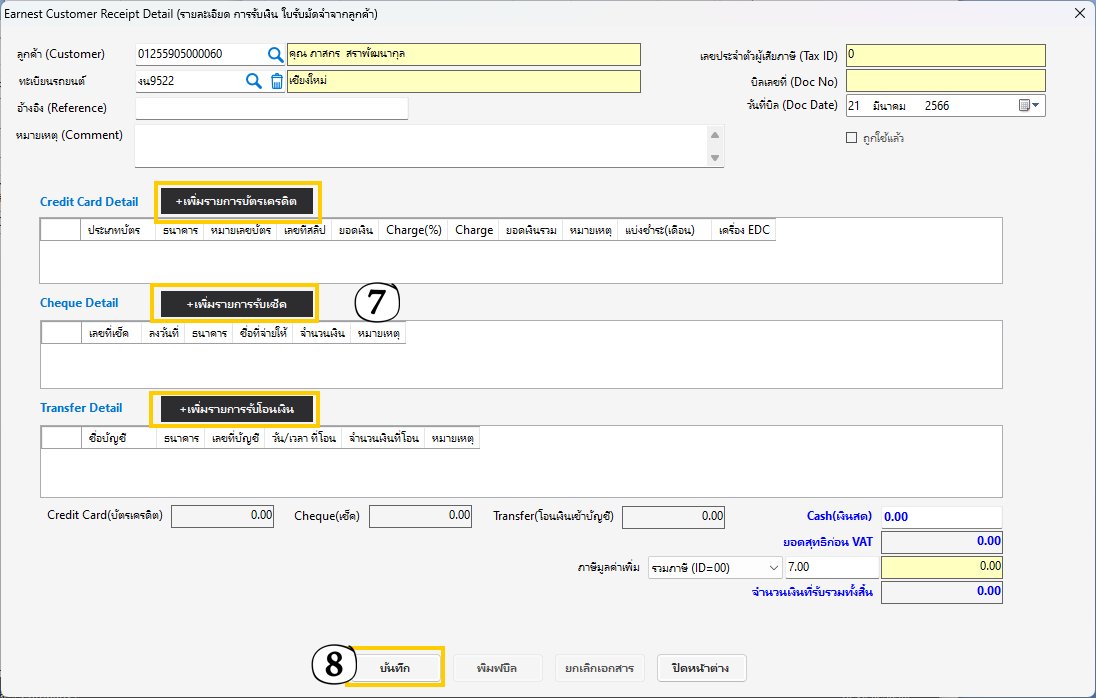 Earnest Customer Receipt Detail (รายละเอียด การรับเงิน ใบรับมัดจำจากลูกค้า)
ลูกค้า (Customer) 01255905000060 คุณ ภาสกร สราพัฒนากุล เลขประจำตัวผู้เสียภาษี (Tax ID) 0
ทะเบียนรถยนต์ งน9522 เชียงใหม่ บิลเลขที่ (Doc No)
อ้างอิง (Reference) วันที่บิล (Doc Date) 21 มีนาคม 2566
หมายเหตุ (Comment) ถูกใช้แล้ว
Credit Card Detail +เพิ่มรายการบัตรเครดิต
ประเภทบัตร ธนาคาร หมายเลขบัตร เลขที่สลิป ยอดเงิน Charge(%) Charge ยอดเงินรวม หมายเหตุ แบ่งชำระ(เดือน) เครื่อง EDC
Cheque Detail +เพิ่มรายการรับเช็ค 7
เลขที่เช็ค ลงวันที่ ธนาคาร ชื่อที่จ่ายให้ จำนวนเงิน หมายเหตุ
Transfer Detail +เพิ่มรายการรับโอนเงิน
ชื่อบัญชี ธนาคาร เลขที่บัญชี วัน/เวลา ที่โอน จำนวนเงินที่โอน หมายเหตุ
Credit Card(บัตรเครดิต) 0.00 Cheque(เช็ค) 0.00 Transfer(โอนเงินเข้าบัญชี) 0.00 Cash(เงินสด) 0.00
ยอดสุทธิก่อน VAT 0.00
ภาษีมูลค่าเพิ่ม รวมภาษี (ID=00) 7.00 0.00
จำนวนเงินที่รับรวมทั้งสิ้น 0.00
8 บันทึก พิมพ์บิล ยกเลิกเอกสาร ปิดหน้าต่าง